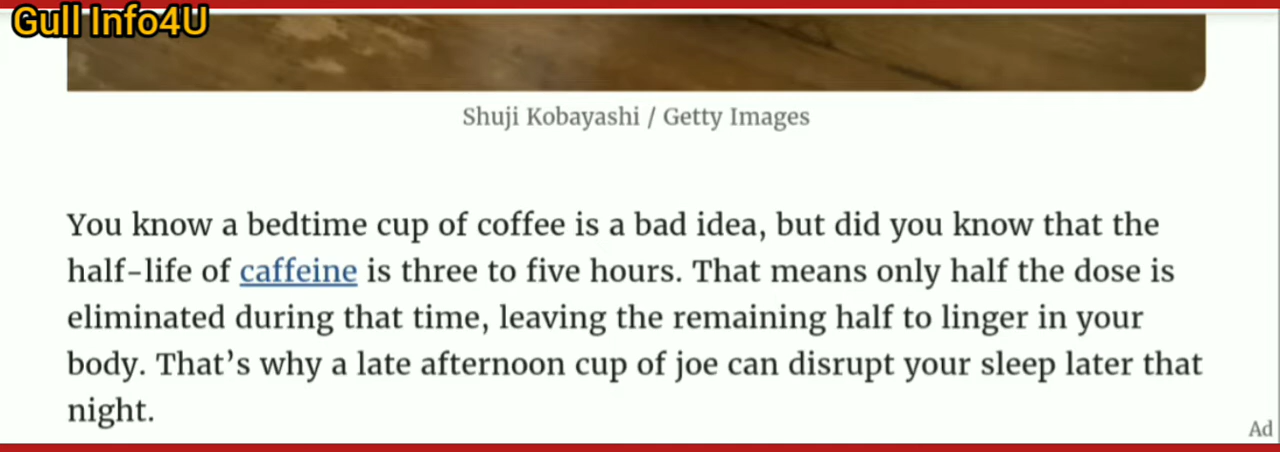 Gull Info4U
Shuji Kobayashi / Getty Images
You know a bedtime cup of coffee is a bad idea, but did you know that the
half-life of caffeine is three to five hours. That means only half the dose is
eliminated during that time, leaving the remaining half to linger in your
body. That’s why a late afternoon cup of joe can disrupt your sleep later that
night.
Ad